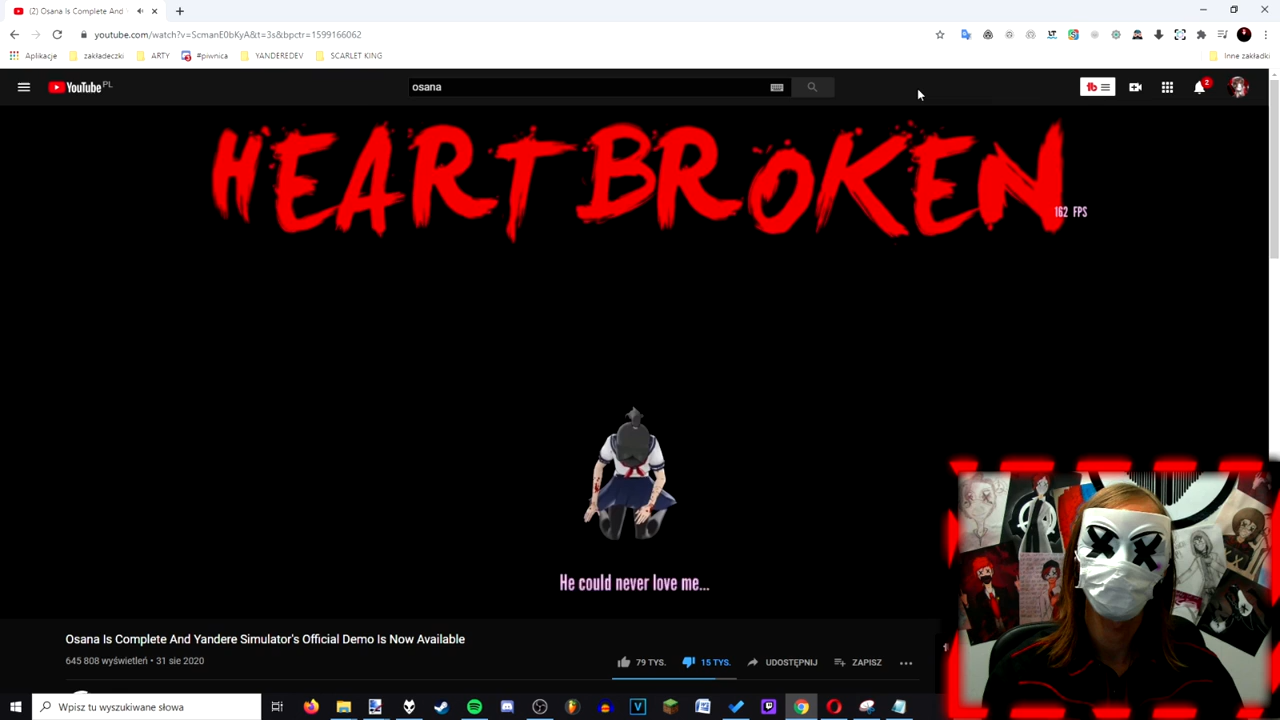 (2) Osana Is Complete And
youtube.com/watch?v=ScmanE0bKyA&t=3s&bpctr=1599166062
Aplikacje zakładeczki ARTY #piwnica YANDEREDEV SCARLET KING Inne zakładki
YouTube PL osana 2
HEARTBROKEN
162 FPS
He could never love me...
Osana Is Complete And Yandere Simulator's Official Demo Is Now Available
645 808 wyświetleń • 31 sie 2020
79 TYS. 15 TYS. UDOSTĘPNIJ ZAPISZ
Wpisz tu wyszukiwane słowa